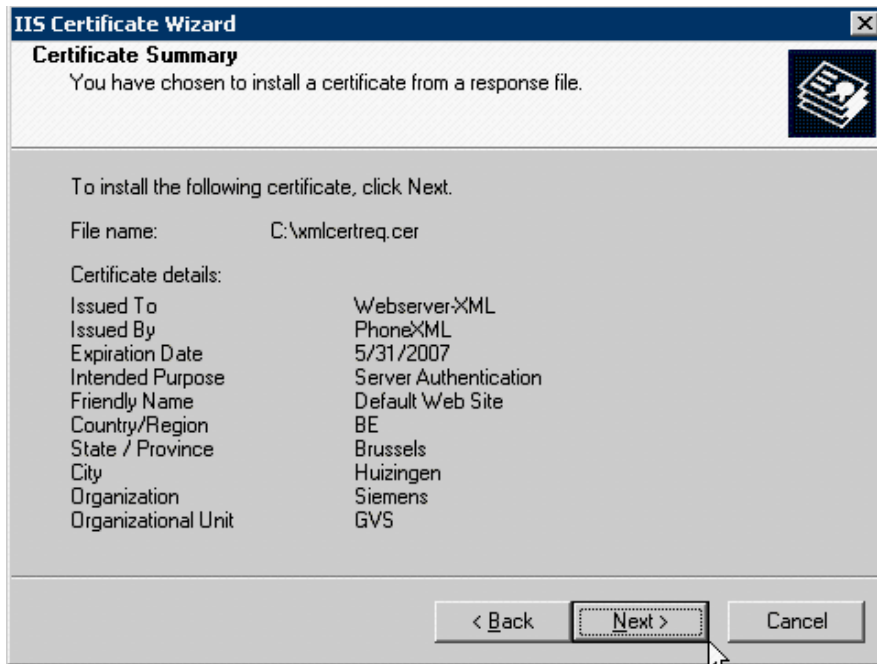 IIS Certificate Wizard
Certificate Summary
You have chosen to install a certificate from a response file.
To install the following certificate, click Next.
File name: C:\xmlcertreq.cer
Certificate details:
Issued To Webserver-XML
Issued By PhoneXML
Expiration Date 5/31/2007
Intended Purpose Server Authentication
Friendly Name Default Web Site
Country/Region BE
State / Province Brussels
City Huizingen
Organization Siemens
Organizational Unit GVS
< Back Next > Cancel